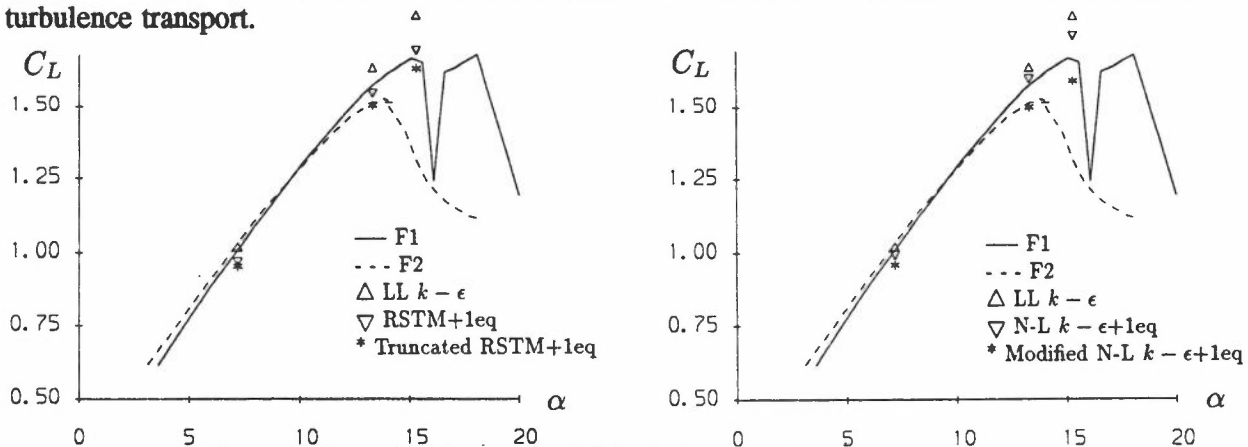 turbulence transport.
C_L
1.50
1.25
1.00
0.75
0.50
0
5
10
15
20
α
F1
F2
△ LL k − ϵ
▽ RSTM+1eq
* Truncated RSTM+1eq
C_L
1.50
1.25
1.00
0.75
0.50
0
5
10
15
20
α
F1
F2
△ LL k − ϵ
▽ N-L k − ϵ+1eq
* Modified N-L k − ϵ+1eq